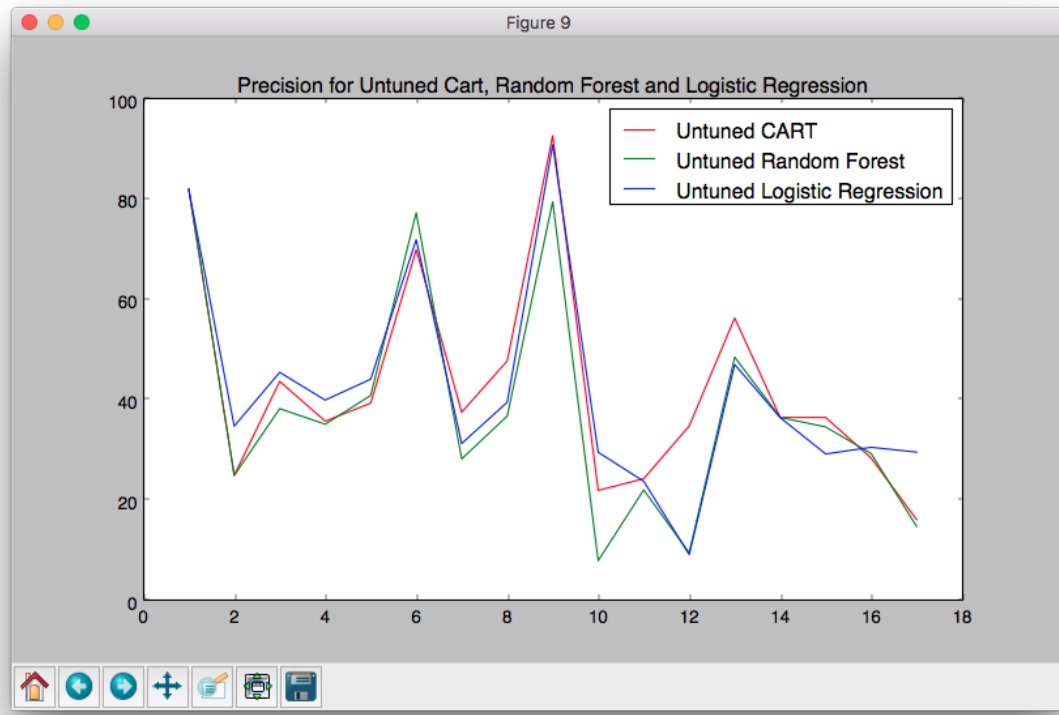 Figure 9
Precision for Untuned Cart, Random Forest and Logistic Regression
100
80
60
40
20
0
Untuned CART
Untuned Random Forest
Untuned Logistic Regression
0 2 4 6 8 10 12 14 16 18